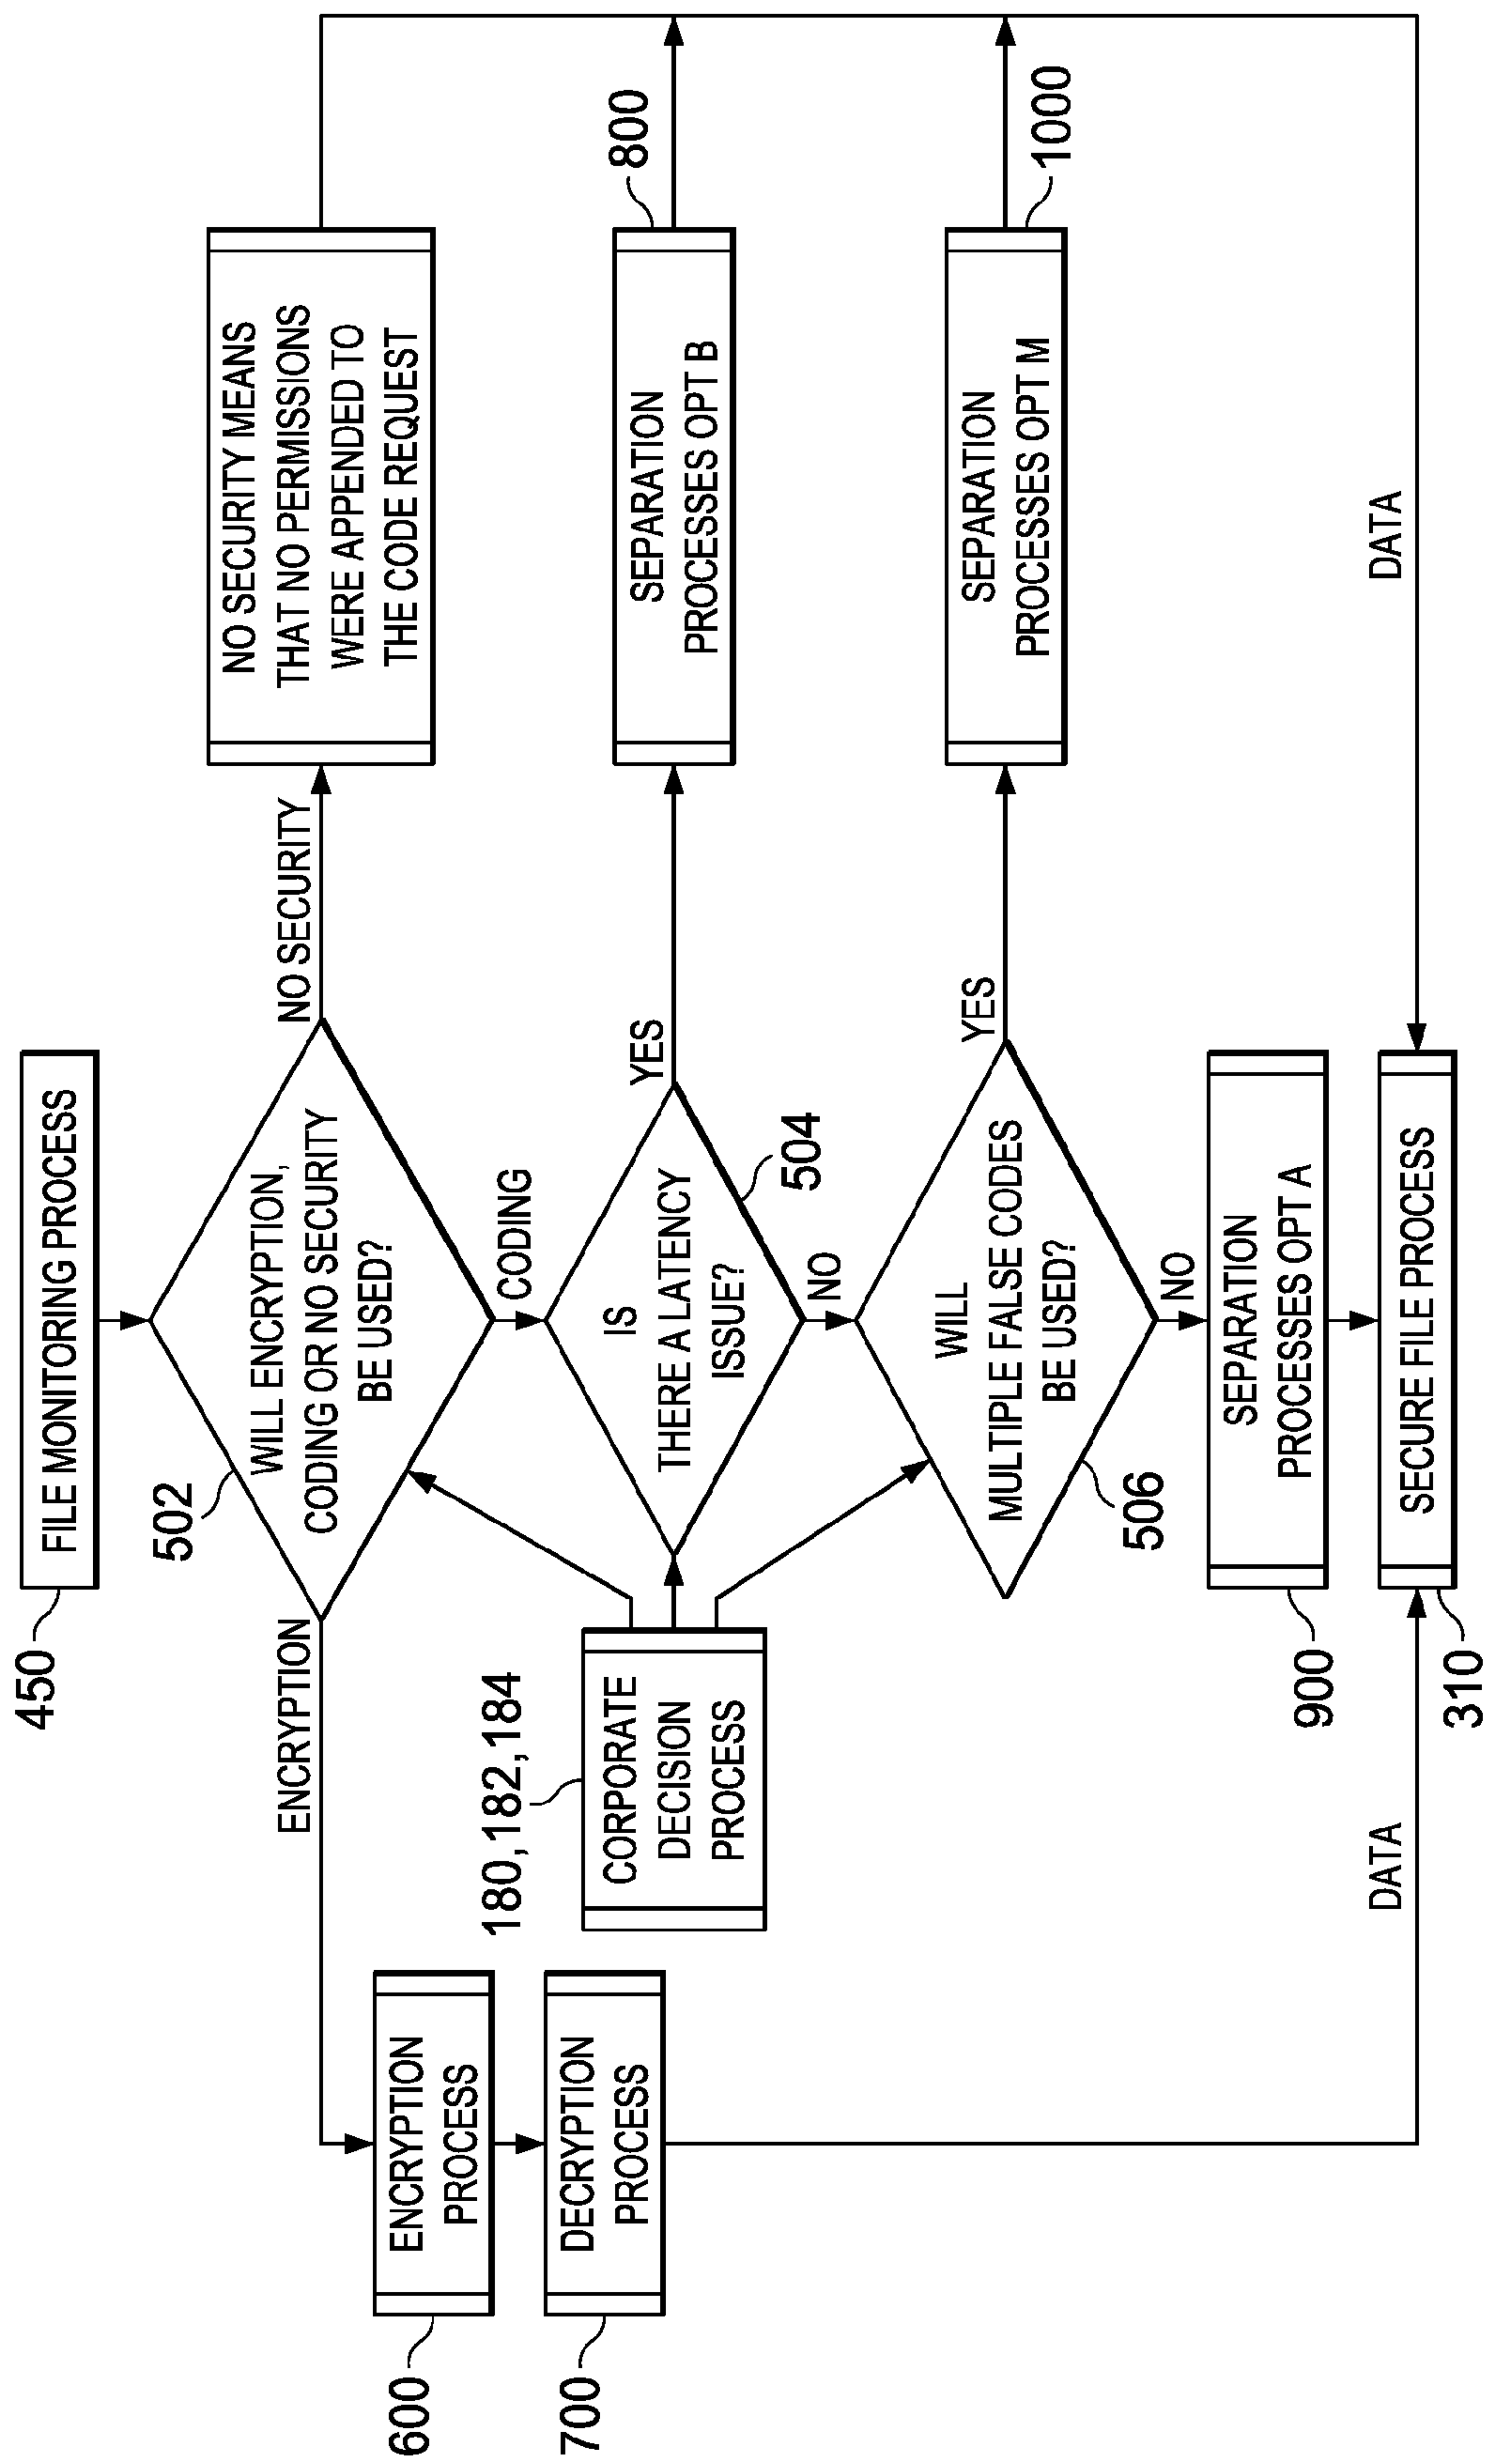 450
FILE MONITORING PROCESS
502
WILL ENCRYPTION,
CODING OR NO SECURITY
BE USED?
ENCRYPTION
NO SECURITY
NO SECURITY MEANS
THAT NO PERMISSIONS
WERE APPENDED TO
THE CODE REQUEST
CODING
600
ENCRYPTION
PROCESS
700
DECRYPTION
PROCESS
180,182,184
CORPORATE
DECISION
PROCESS
IS
THERE A LATENCY
ISSUE?
504
YES
SEPARATION
PROCESSES OPT B
800
NO
WILL
MULTIPLE FALSE CODES
BE USED?
506
YES
SEPARATION
PROCESSES OPT M
1000
NO
900
SEPARATION
PROCESSES OPT A
DATA
DATA
310
SECURE FILE PROCESS